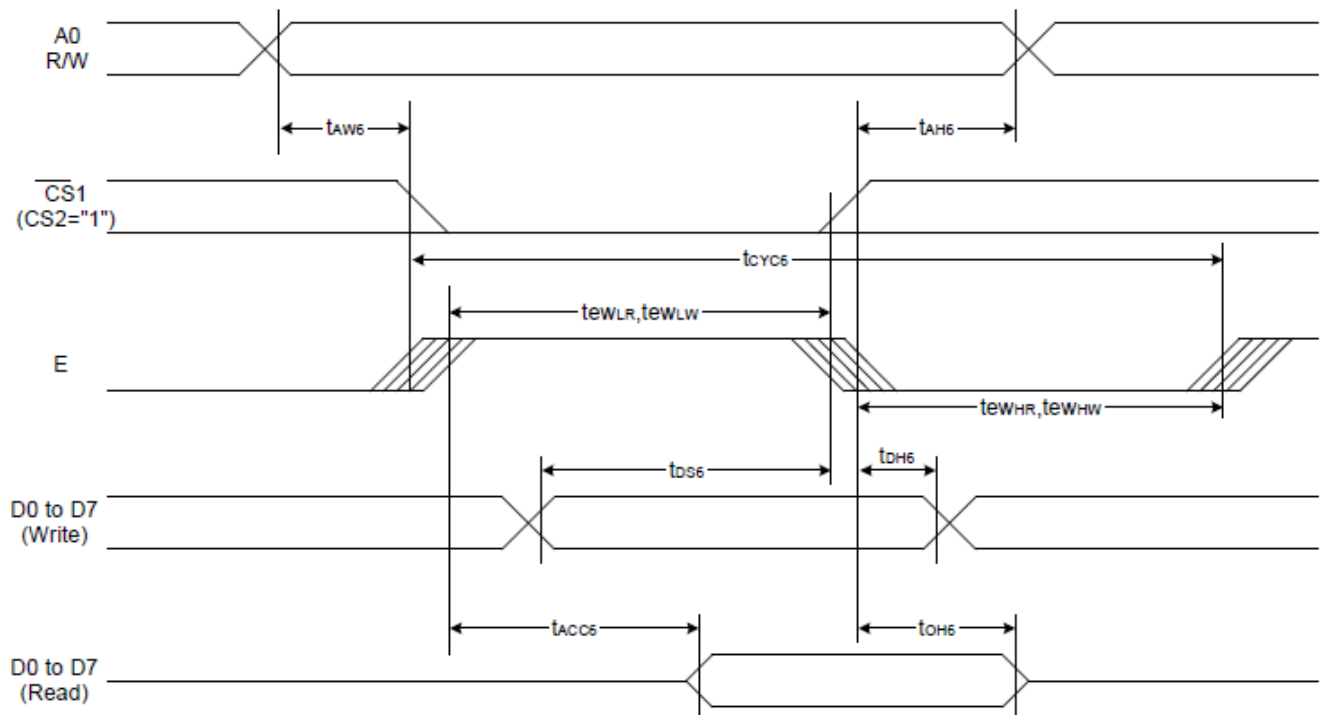 A0
R/W
tAW6
tAH6
CS1
(CS2="1")
tCYC6
tewLR,tewLW
E
tewHR,tewHW
tDS6
tDH6
D0 to D7
(Write)
tACC6
tOH6
D0 to D7
(Read)